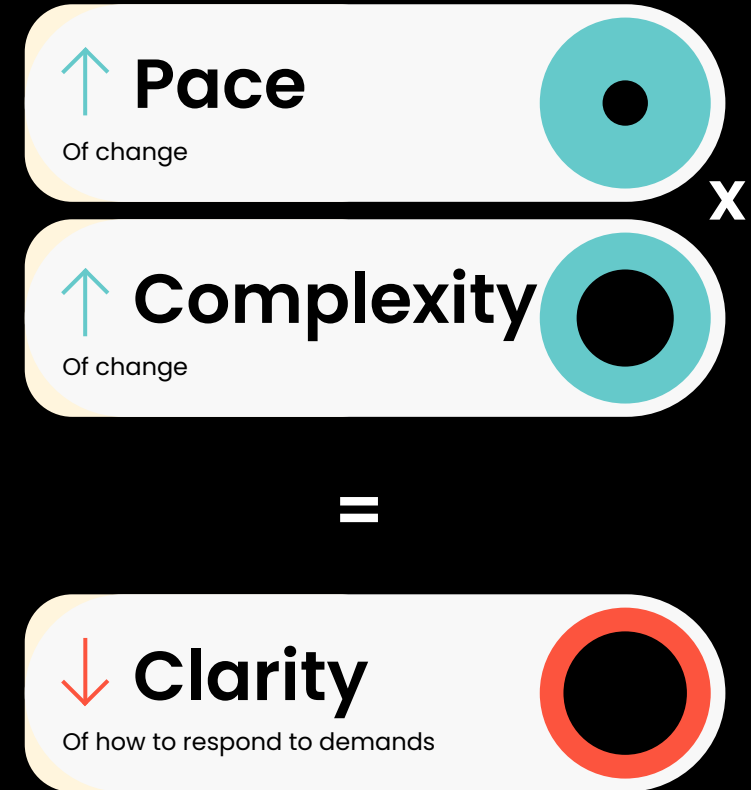 Pace
Of change
x
Complexity
Of change
=
Clarity
Of how to respond to demands